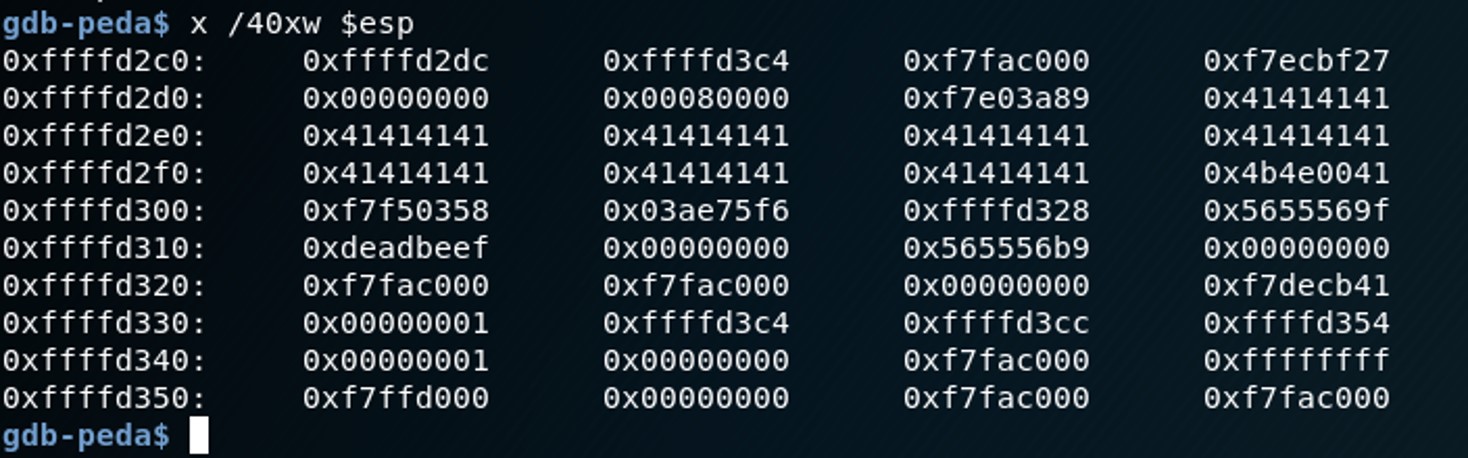 gdb-peda$ x /40xw $esp
0xffffd2c0: 0xffffd2dc 0xffffd3c4 0xf7fac000 0xf7ecbf27
0xffffd2d0: 0x00000000 0x00080000 0xf7e03a89 0x41414141
0xffffd2e0: 0x41414141 0x41414141 0x41414141 0x41414141
0xffffd2f0: 0x41414141 0x41414141 0x41414141 0x4b4e0041
0xffffd300: 0xf7f50358 0x03ae75f6 0xffffd328 0x5655569f
0xffffd310: 0xdeadbeef 0x00000000 0x565556b9 0x00000000
0xffffd320: 0xf7fac000 0xf7fac000 0x00000000 0xf7decb41
0xffffd330: 0x00000001 0xffffd3c4 0xffffd3cc 0xffffd354
0xffffd340: 0x00000001 0x00000000 0xf7fac000 0xffffffff
0xffffd350: 0xf7ffd000 0x00000000 0xf7fac000 0xf7fac000
gdb-peda$